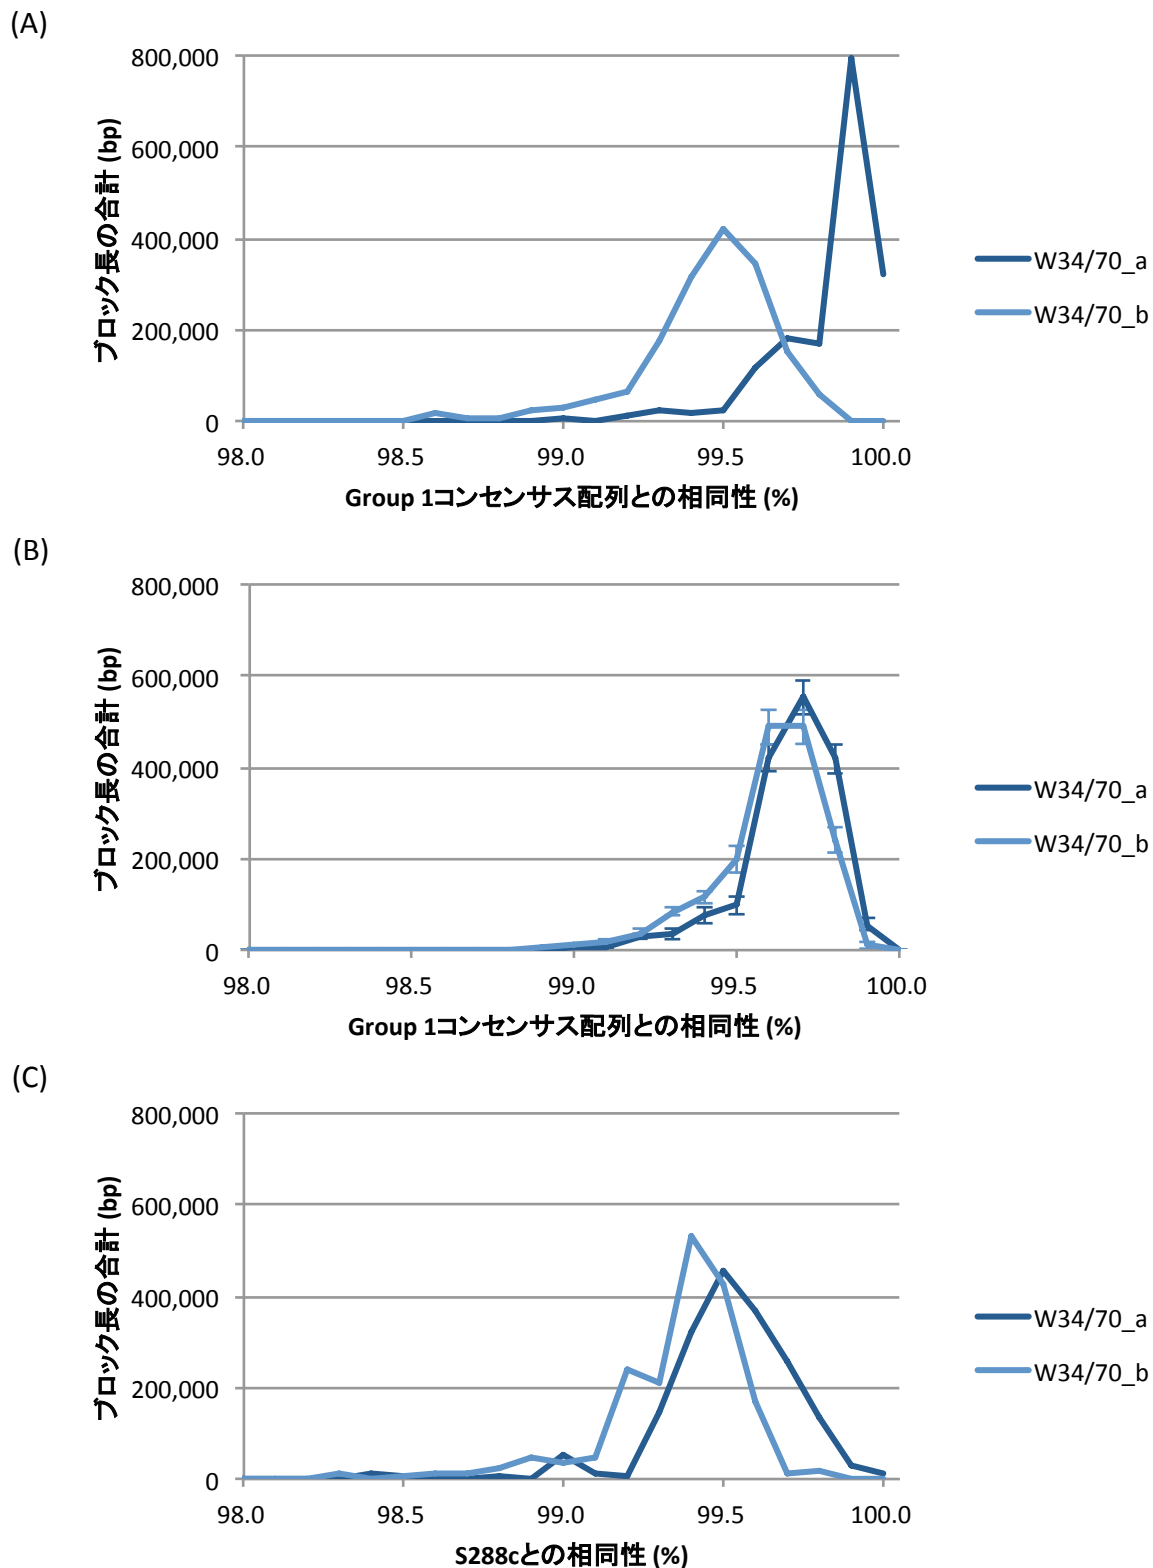 (A)
ブロック長の合計 (bp)
800,000
600,000
400,000
200,000
0
98.0 98.5 99.0 99.5 100.0
Group 1コンセンサス配列との相同性 (%)
W34/70_a
W34/70_b
(B)
ブロック長の合計 (bp)
800,000
600,000
400,000
200,000
0
98.0 98.5 99.0 99.5 100.0
Group 1コンセンサス配列との相同性 (%)
W34/70_a
W34/70_b
(C)
ブロック長の合計 (bp)
800,000
600,000
400,000
200,000
0
98.0 98.5 99.0 99.5 100.0
S288cとの相同性 (%)
W34/70_a
W34/70_b